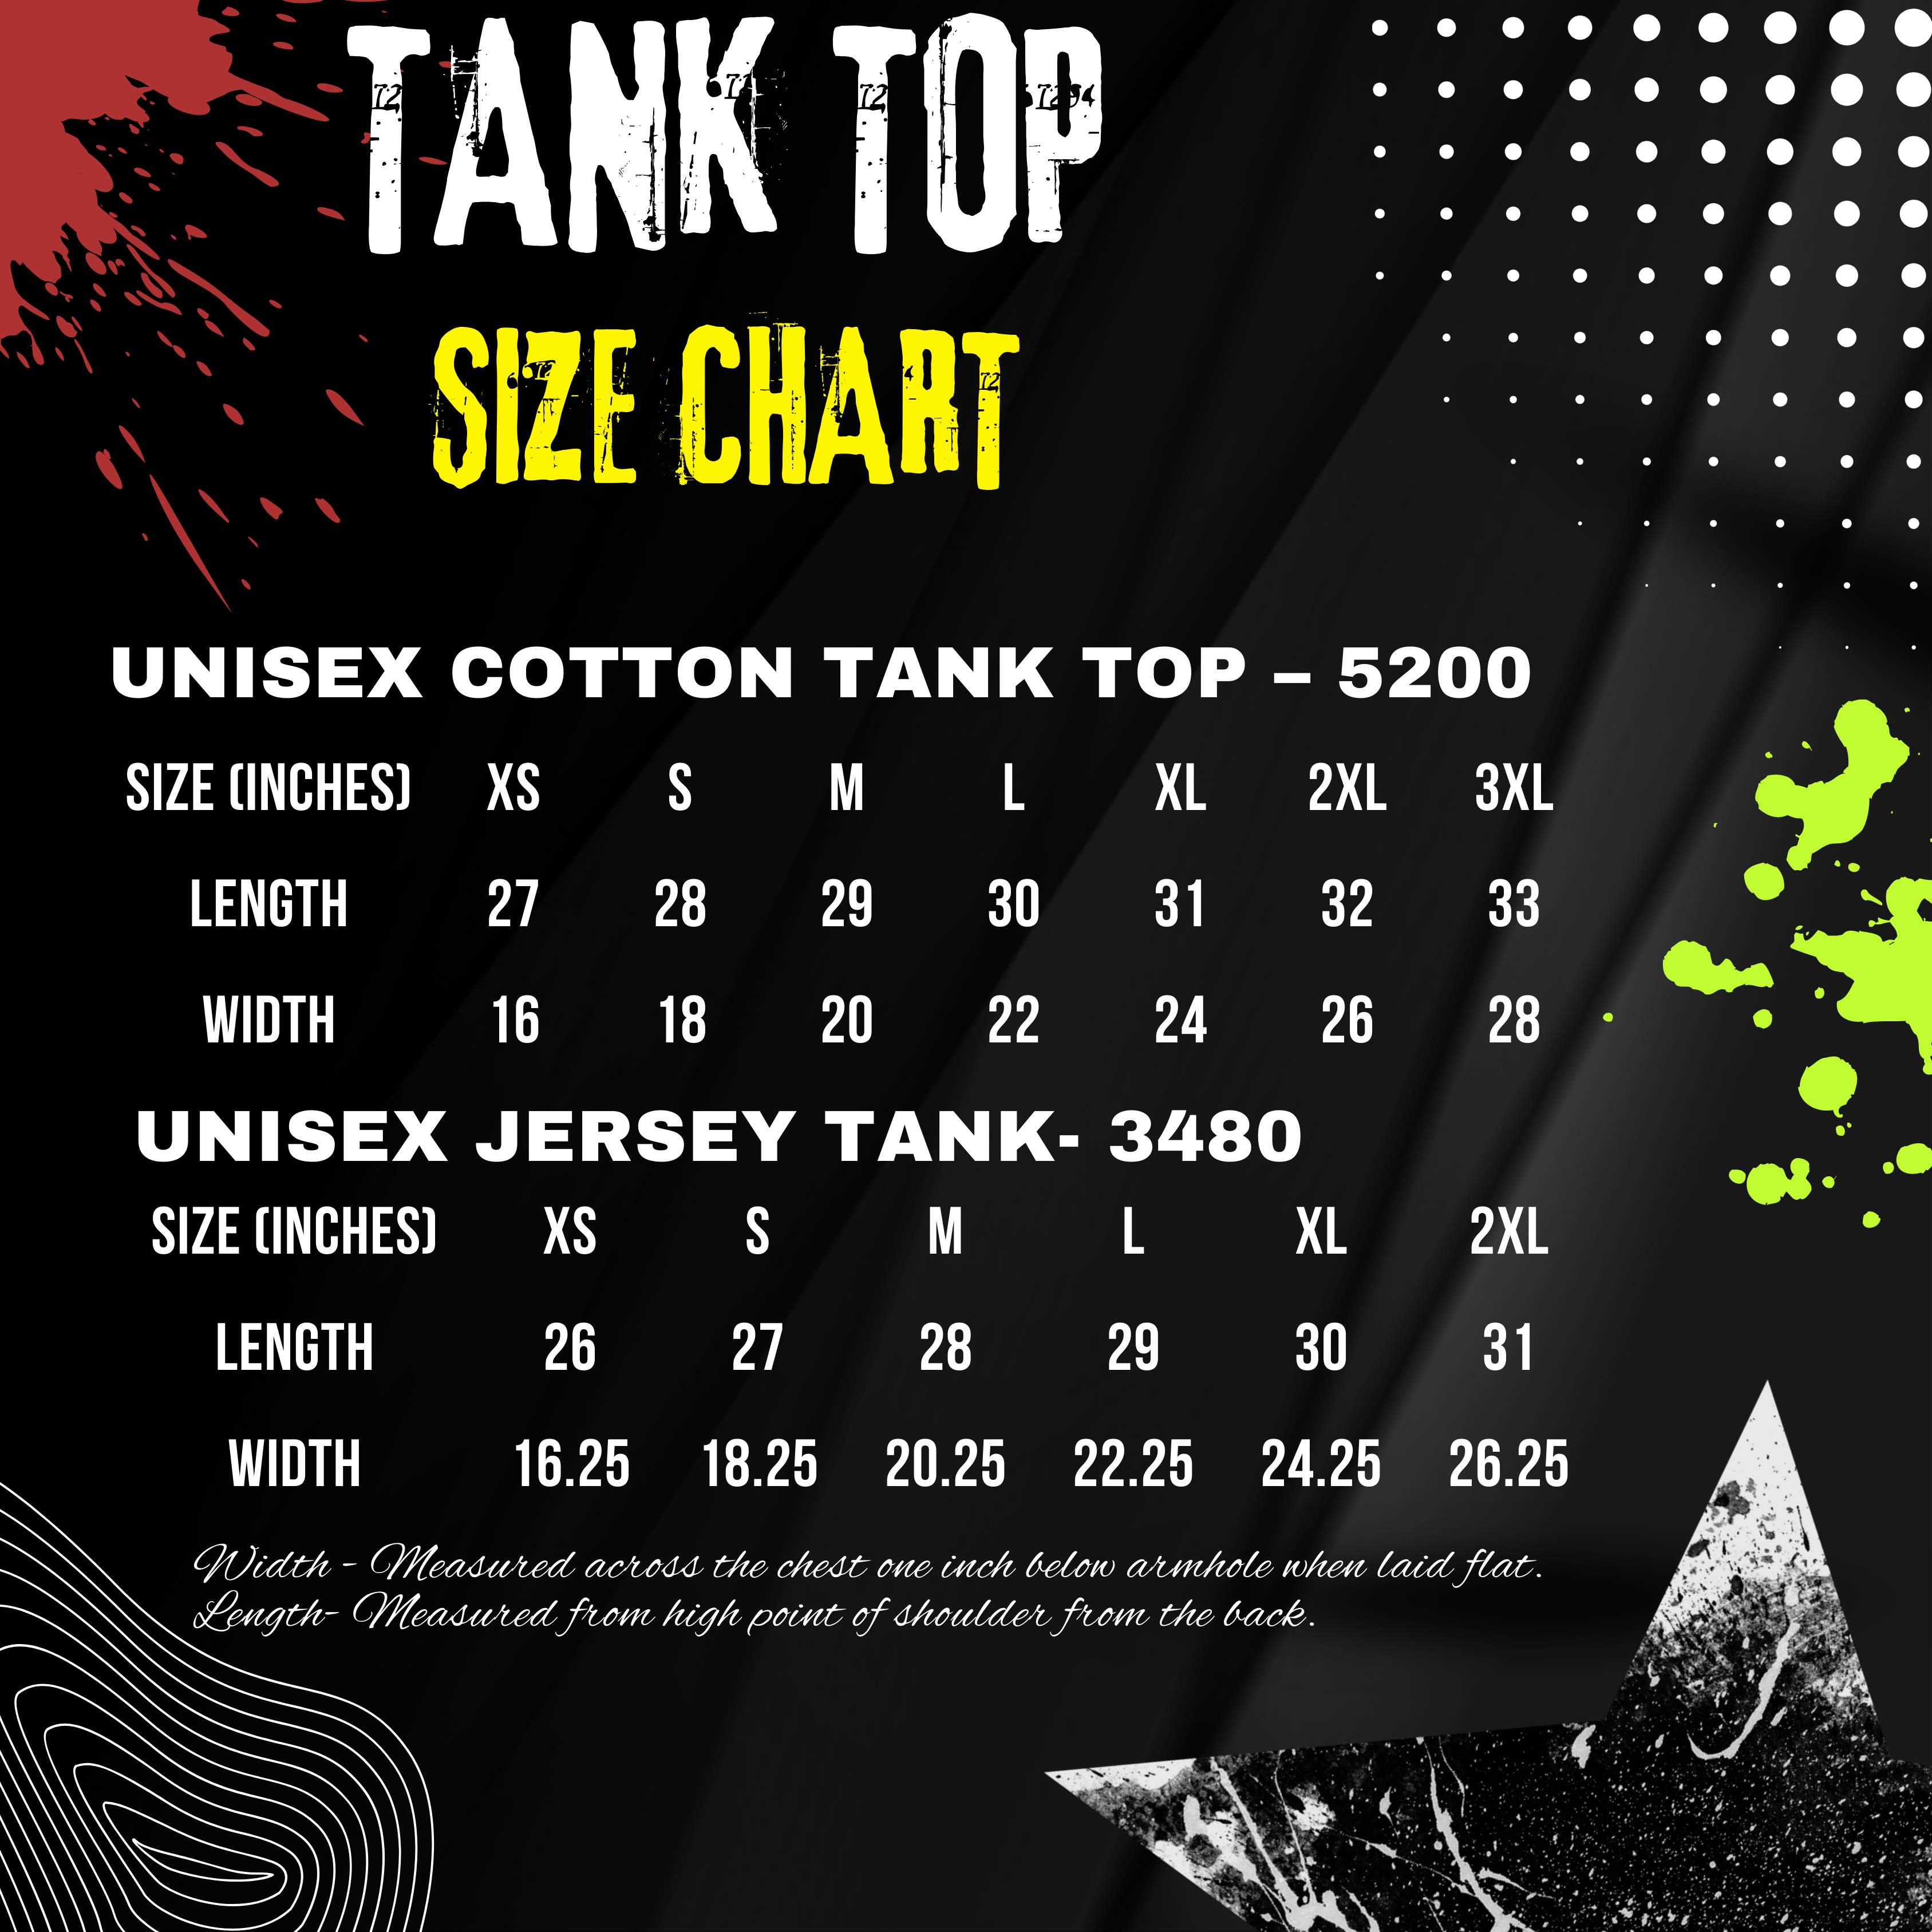 TANK TOP
SIZE CHART
UNISEX COTTON TANK TOP – 5200
SIZE (INCHES) XS S M L XL 2XL 3XL
LENGTH 27 28 29 30 31 32 33
WIDTH 16 18 20 22 24 26 28
UNISEX JERSEY TANK- 3480
SIZE (INCHES) XS S M L XL 2XL
LENGTH 26 27 28 29 30 31
WIDTH 16.25 18.25 20.25 22.25 24.25 26.25
Width - Measured across the chest one inch below armhole when laid flat.
Length- Measured from high point of shoulder from the back.